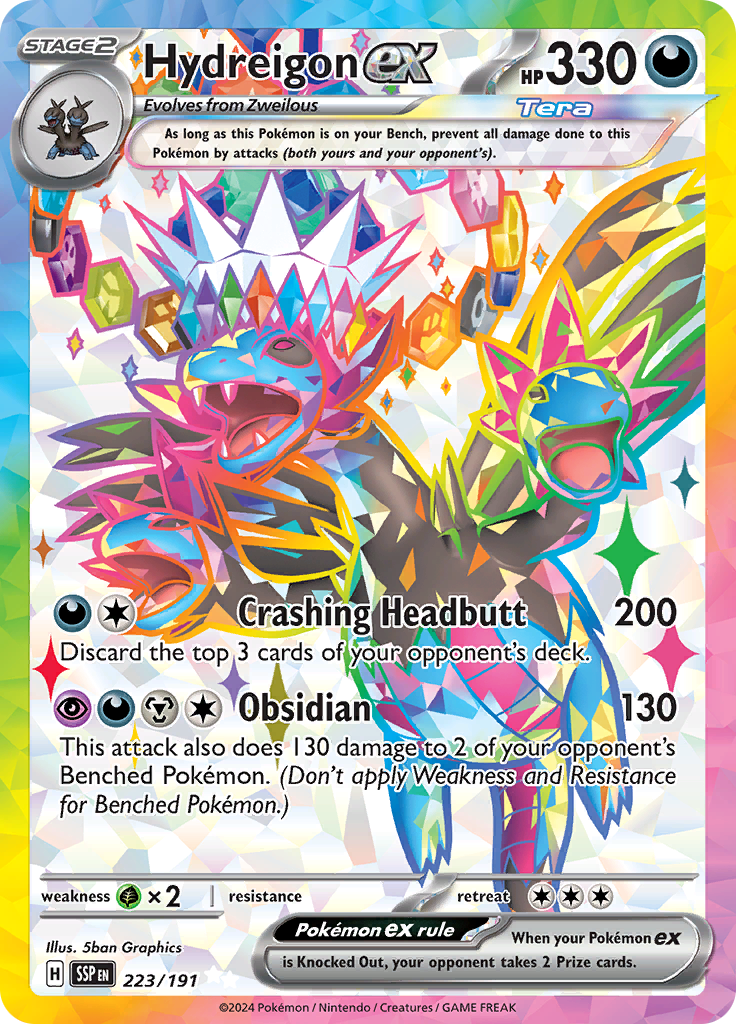 STAGE2
Hydreigon ex
HP 330
Evolves from Zweilous
Tera
As long as this Pokémon is on your Bench, prevent all damage done to this
Pokémon by attacks (both yours and your opponent's).
Crashing Headbutt 200
Discard the top 3 cards of your opponent's deck.
Obsidian 130
This attack also does 130 damage to 2 of your opponent's
Benched Pokémon. (Don't apply Weakness and Resistance
for Benched Pokémon.)
weakness ×2 resistance retreat
Pokémon ex rule
When your Pokémon ex
is Knocked Out, your opponent takes 2 Prize cards.
Illus. 5ban Graphics
H SSP EN 223/191
©2024 Pokémon / Nintendo / Creatures / GAME FREAK